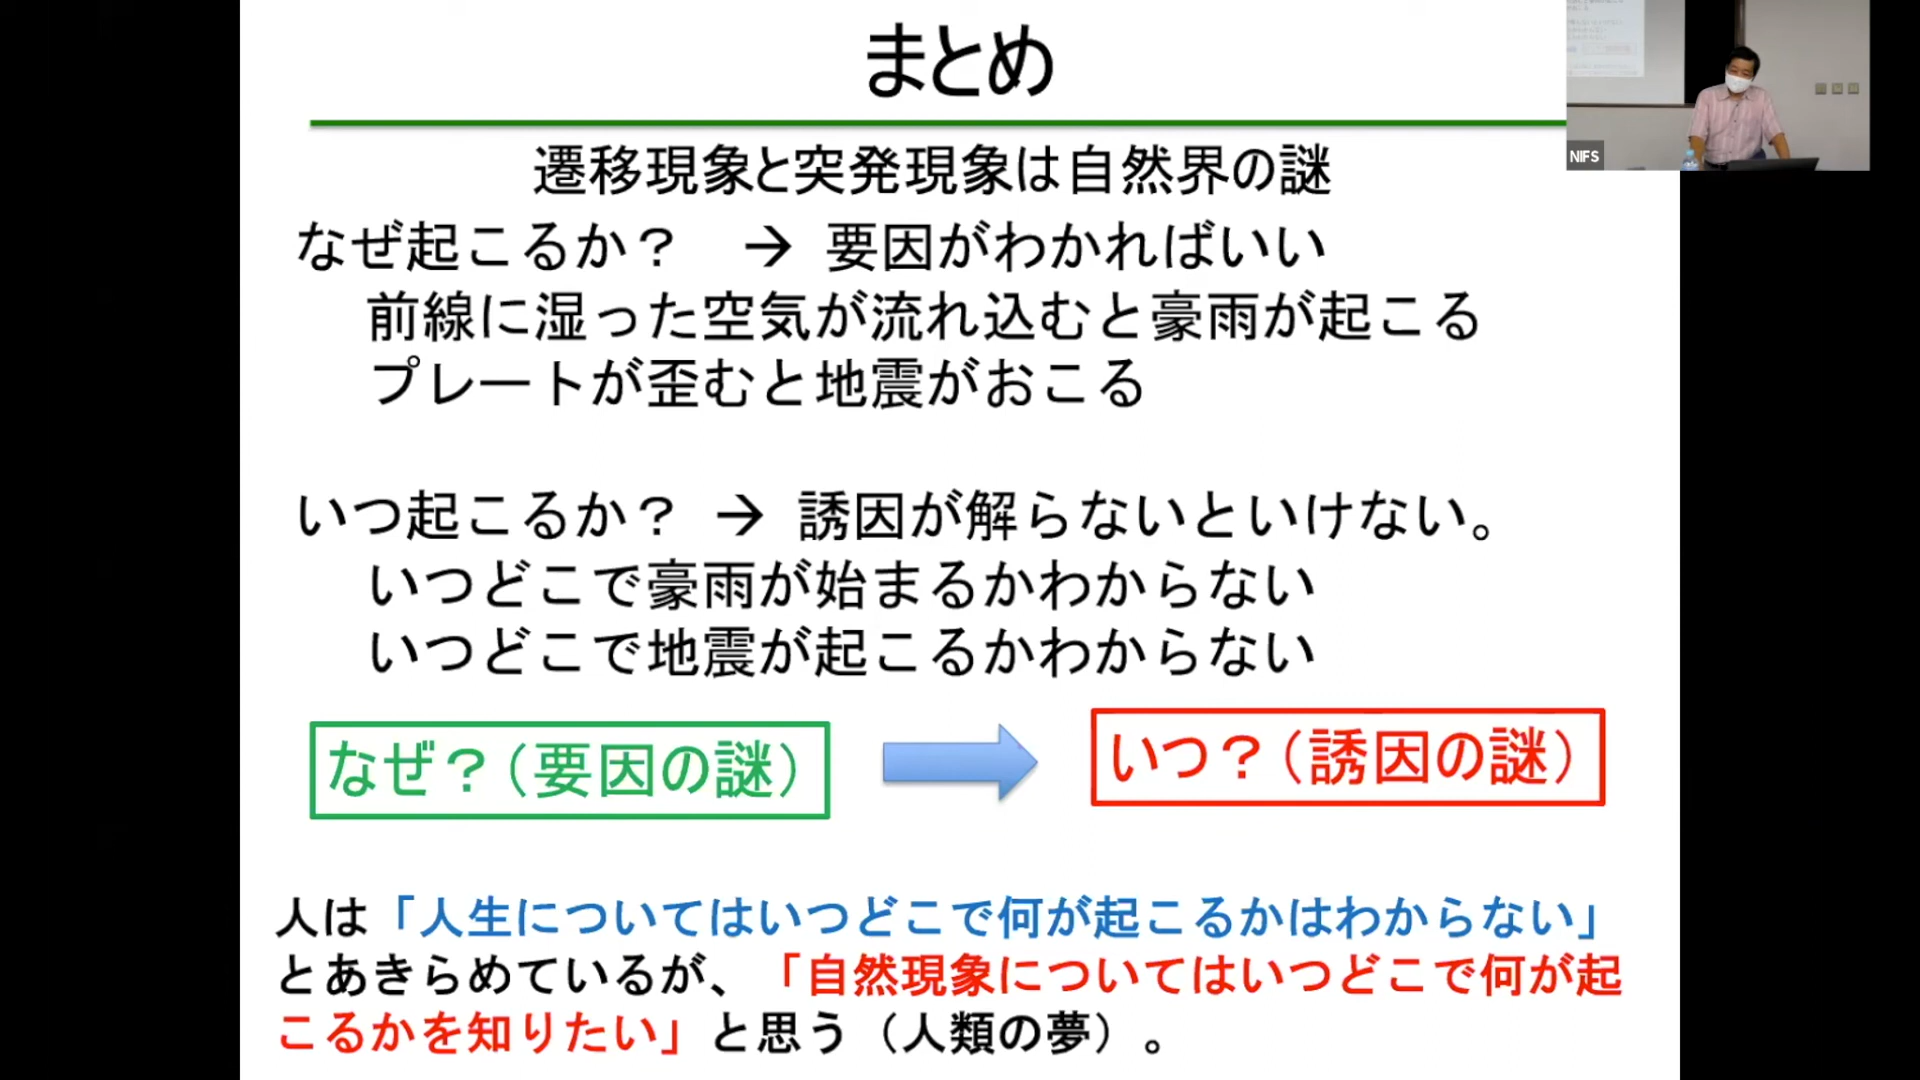 まとめ
遷移現象と突発現象は自然界の謎
なぜ起こるか？ → 要因がわかればいい
前線に湿った空気が流れ込むと豪雨が起こる
プレートが歪むと地震がおこる
いつ起こるか？ → 誘因が解らないといけない。
いつどこで豪雨が始まるかわからない
いつどこで地震が起こるかわからない
なぜ？（要因の謎）
いつ？（誘因の謎）
人は「人生についてはいつどこで何が起こるかはわからない」
とあきらめているが、「自然現象についてはいつどこで何が起
こるかを知りたい」と思う（人類の夢）。
NIFS